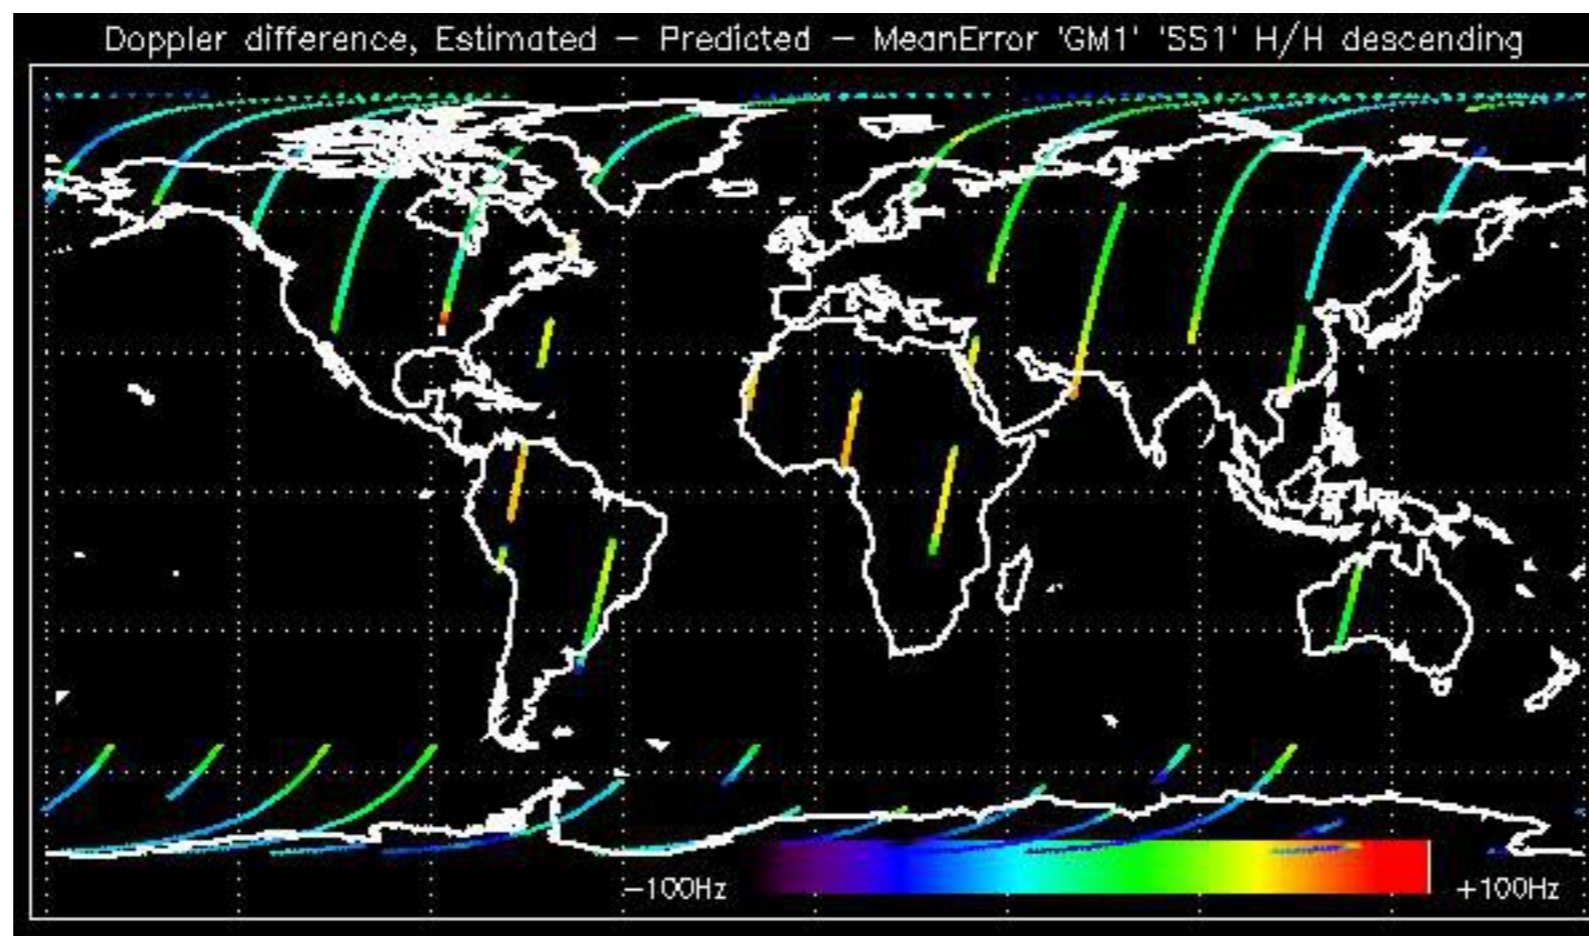 Doppler difference, Estimated – Predicted – MeanError 'GM1' 'SS1' H/H descending
–100Hz +100Hz